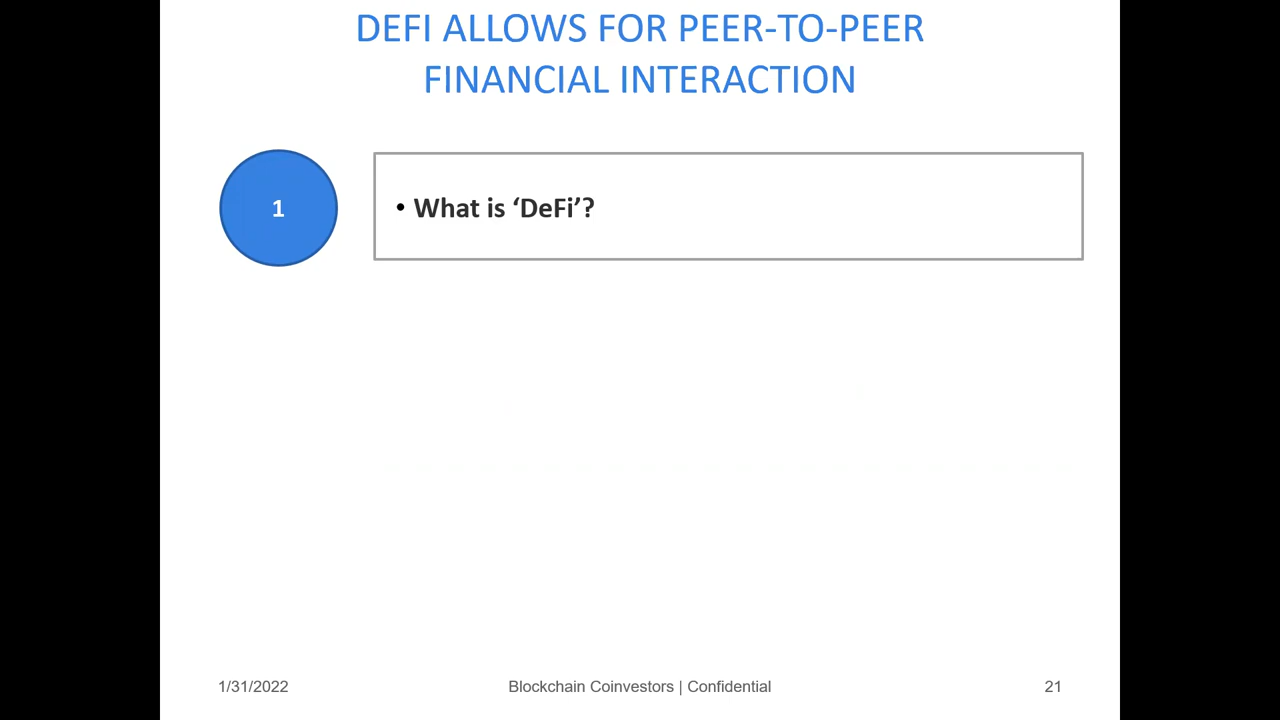 DEFI ALLOWS FOR PEER-TO-PEER
FINANCIAL INTERACTION
1
• What is ‘DeFi’?
1/31/2022
Blockchain Coinvestors | Confidential
21